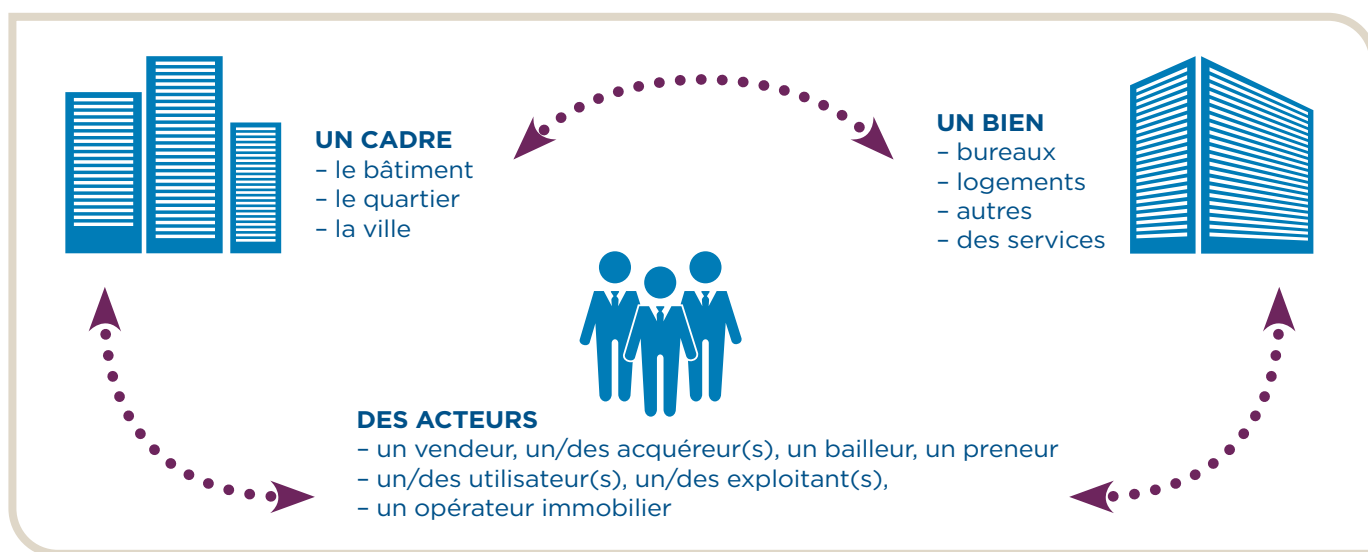 UN CADRE
– le bâtiment
– le quartier
– la ville
UN BIEN
– bureaux
– logements
– autres
– des services
DES ACTEURS
– un vendeur, un/des acquéreur(s), un bailleur, un preneur
– un/des utilisateur(s), un/des exploitant(s),
– un opérateur immobilier